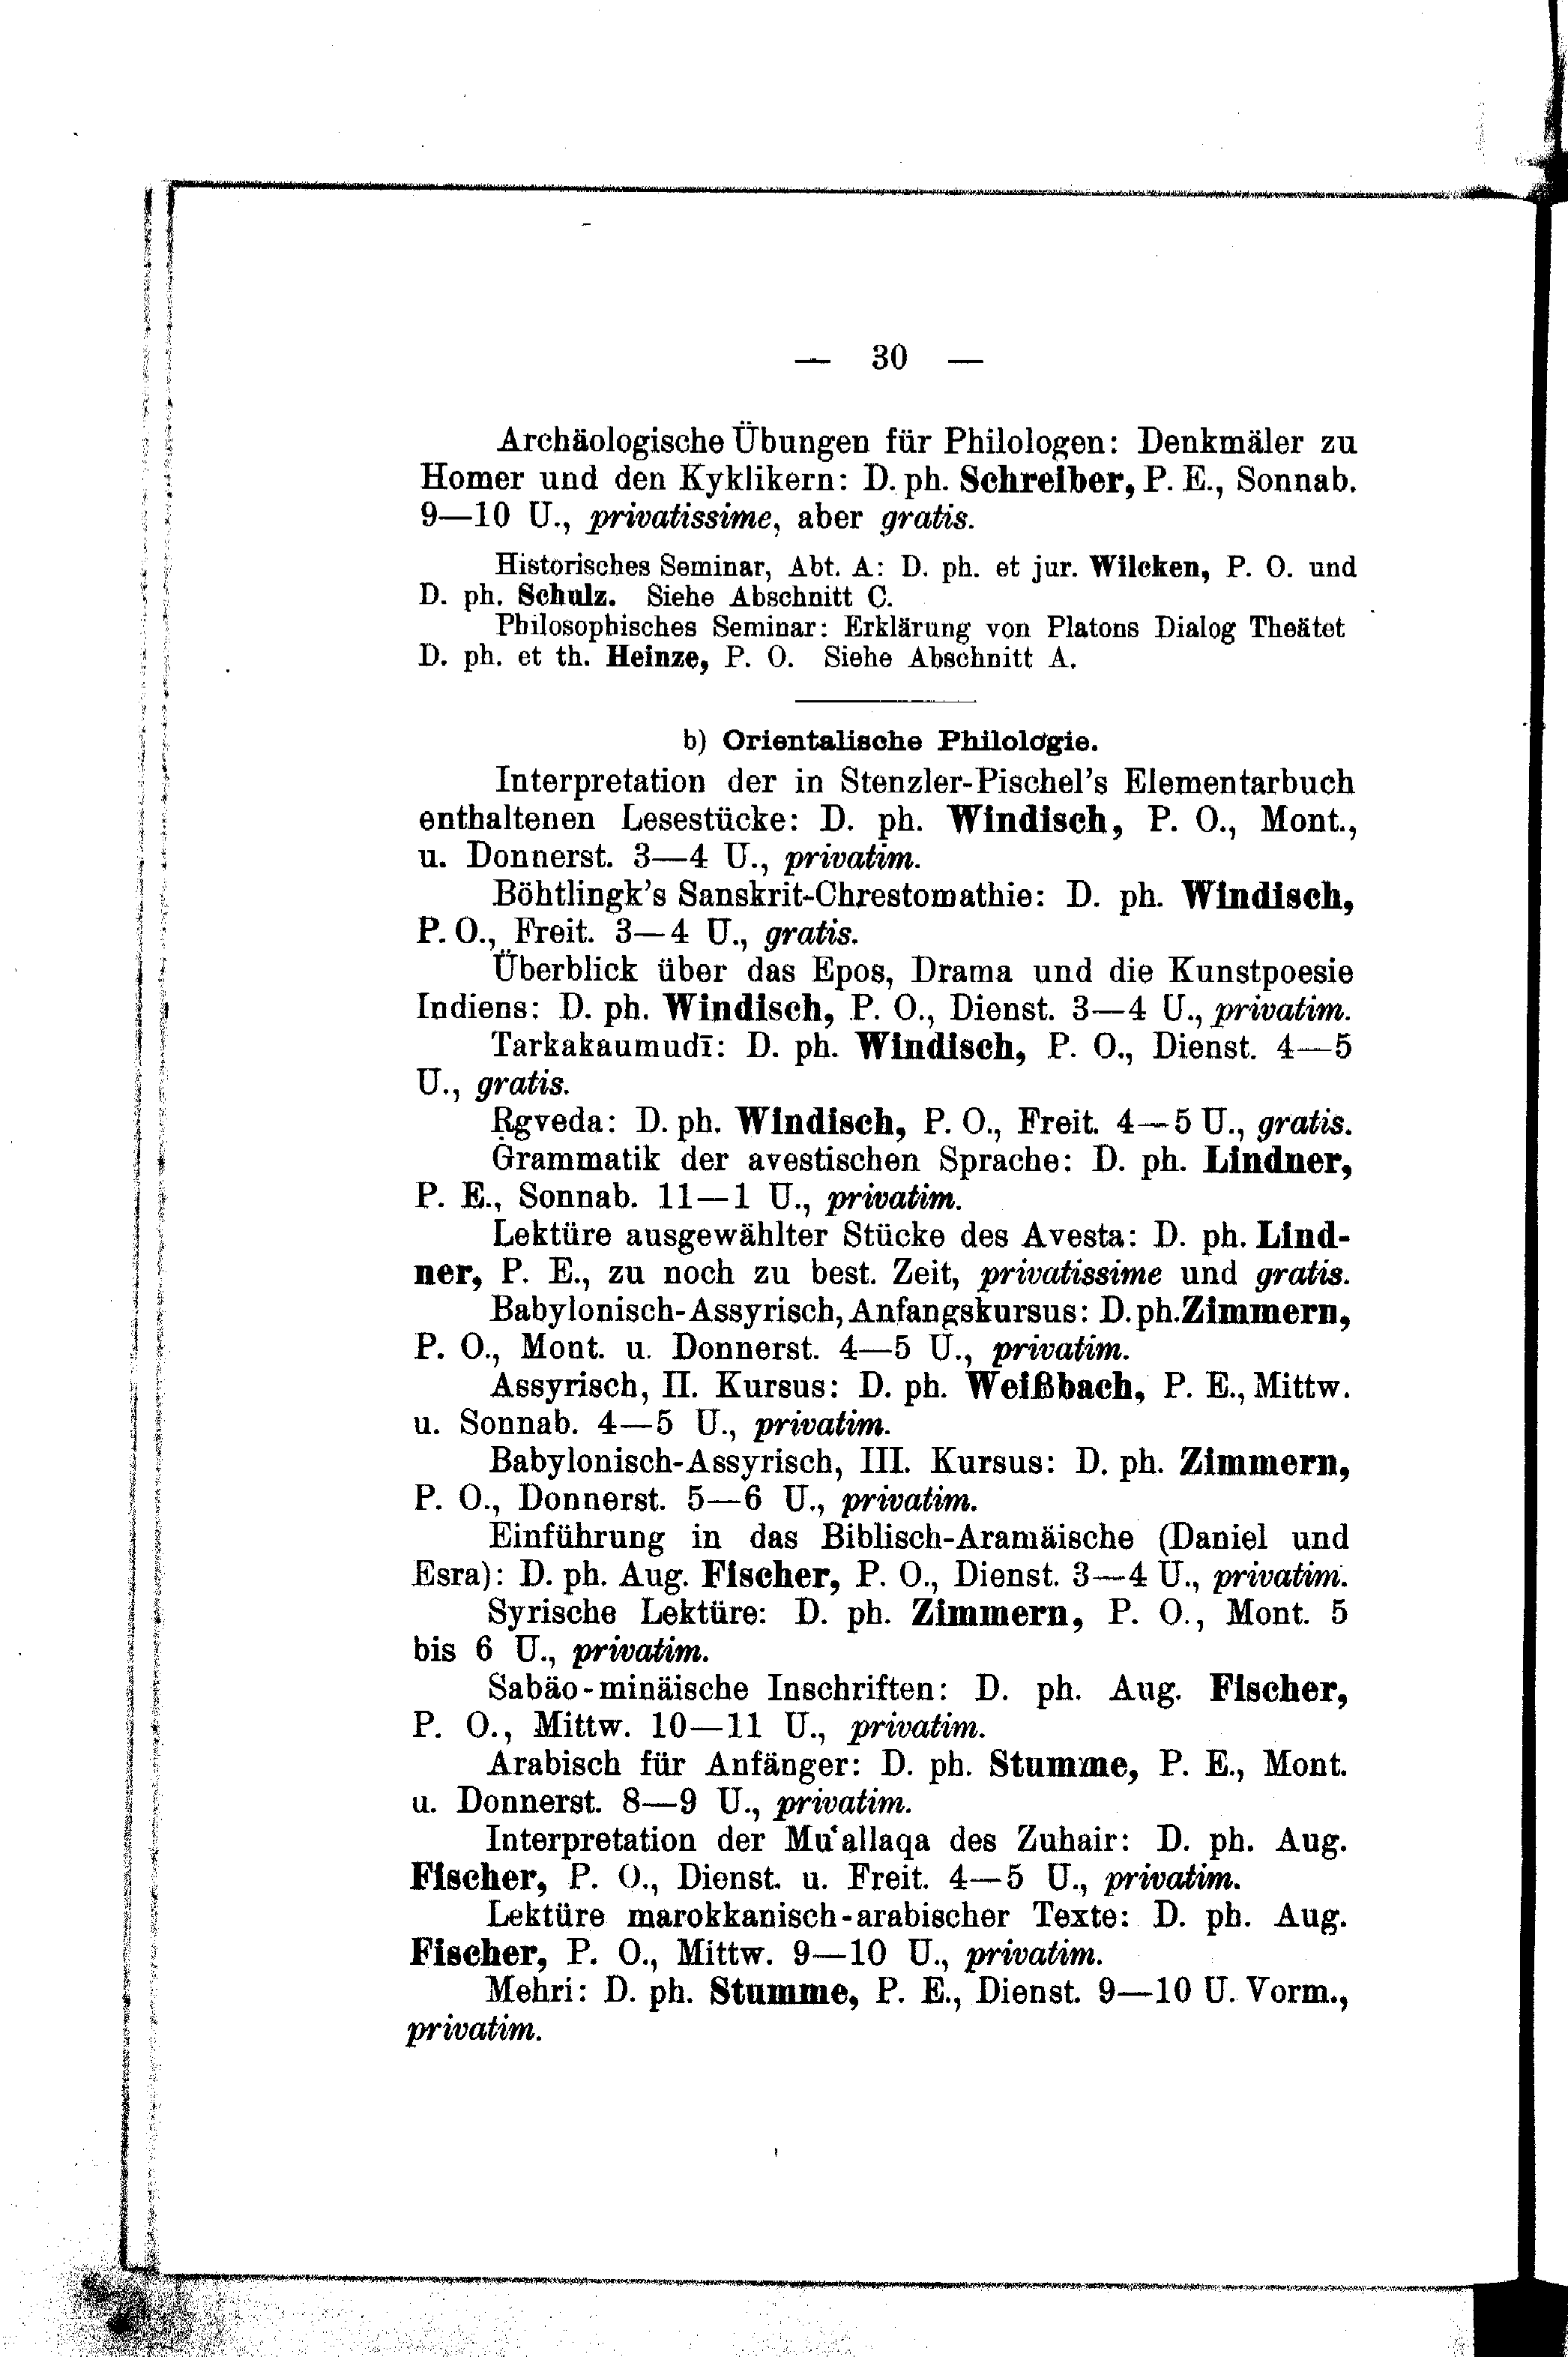 — 30 —
Archäologische Übungen für Philologen: Denkmäler zu
Homer und den Kyklikern: D. ph. Schreiber, P. E., Sonnab.
9—10 U., privatissime, aber gratis.
Historisches Seminar, Abt. A: D. ph. et jur. Wilcken, P. O. und
D. ph. Schulz. Siehe Abschnitt C.
Philosophisches Seminar: Erklärung von Platons Dialog Theätet
D. ph. et th. Heinze, P. O. Siehe Abschnitt A.
b) Orientalische Philologie.
Interpretation der in Stenzler-Pischel's Elementarbuch
enthaltenen Lesestücke: D. ph. Windisch, P. O., Mont.,
u. Donnerst. 3—4 U., privatim.
Böhtlingk's Sanskrit-Chrestomathie: D. ph. Windisch,
P. O., Freit. 3—4 U., gratis.
Überblick über das Epos, Drama und die Kunstpoesie
Indiens: D. ph. Windisch, P. O., Dienst. 3—4 U., privatim.
Tarkakaumudī: D. ph. Windisch, P. O., Dienst. 4—5
U., gratis.
Ṛgveda: D. ph. Windisch, P. O., Freit. 4—5 U., gratis.
Grammatik der avestischen Sprache: D. ph. Lindner,
P. E., Sonnab. 11—1 U., privatim.
Lektüre ausgewählter Stücke des Avesta: D. ph. Lind-
ner, P. E., zu noch zu best. Zeit, privatissime und gratis.
Babylonisch-Assyrisch, Anfangskursus: D. ph. Zimmern,
P. O., Mont. u. Donnerst. 4—5 U., privatim.
Assyrisch, II. Kursus: D. ph. Weißbach, P. E., Mittw.
u. Sonnab. 4—5 U., privatim.
Babylonisch-Assyrisch, III. Kursus: D. ph. Zimmern,
P. O., Donnerst. 5—6 U., privatim.
Einführung in das Biblisch-Aramäische (Daniel und
Esra): D. ph. Aug. Fischer, P. O., Dienst. 3—4 U., privatim.
Syrische Lektüre: D. ph. Zimmern, P. O., Mont. 5
bis 6 U., privatim.
Sabäo-minäische Inschriften: D. ph. Aug. Fischer,
P. O., Mittw. 10—11 U., privatim.
Arabisch für Anfänger: D. ph. Stumme, P. E., Mont.
u. Donnerst. 8—9 U., privatim.
Interpretation der Muʿallaqa des Zuhair: D. ph. Aug.
Fischer, P. O., Dienst. u. Freit. 4—5 U., privatim.
Lektüre marokkanisch-arabischer Texte: D. ph. Aug.
Fischer, P. O., Mittw. 9—10 U., privatim.
Mehri: D. ph. Stumme, P. E., Dienst. 9—10 U. Vorm.,
privatim.